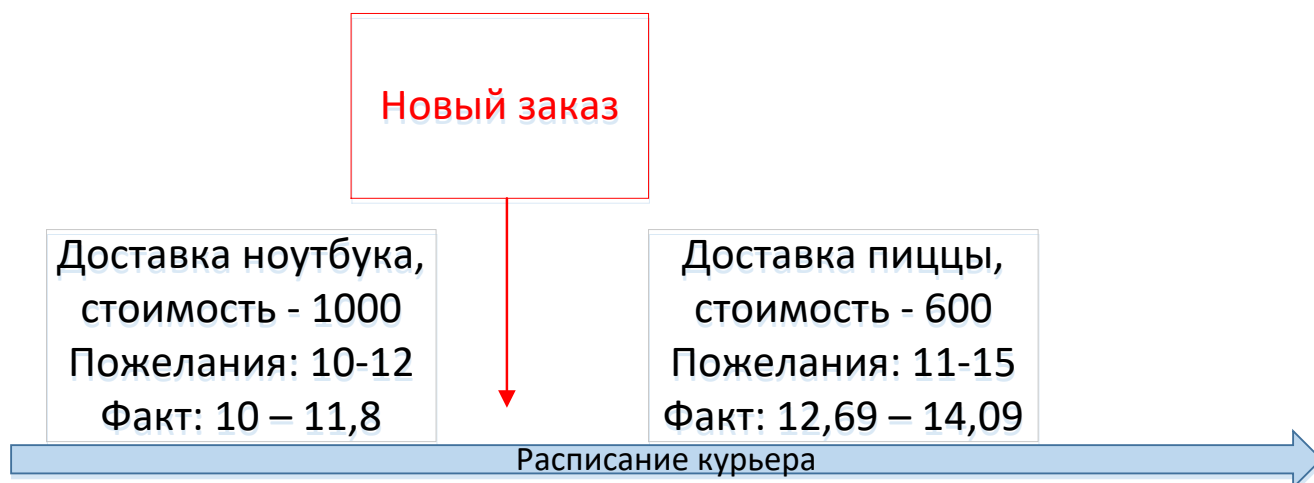 Новый заказ
Доставка ноутбука,
стоимость - 1000
Пожелания: 10-12
Факт: 10 – 11,8
Доставка пиццы,
стоимость - 600
Пожелания: 11-15
Факт: 12,69 – 14,09
Расписание курьера